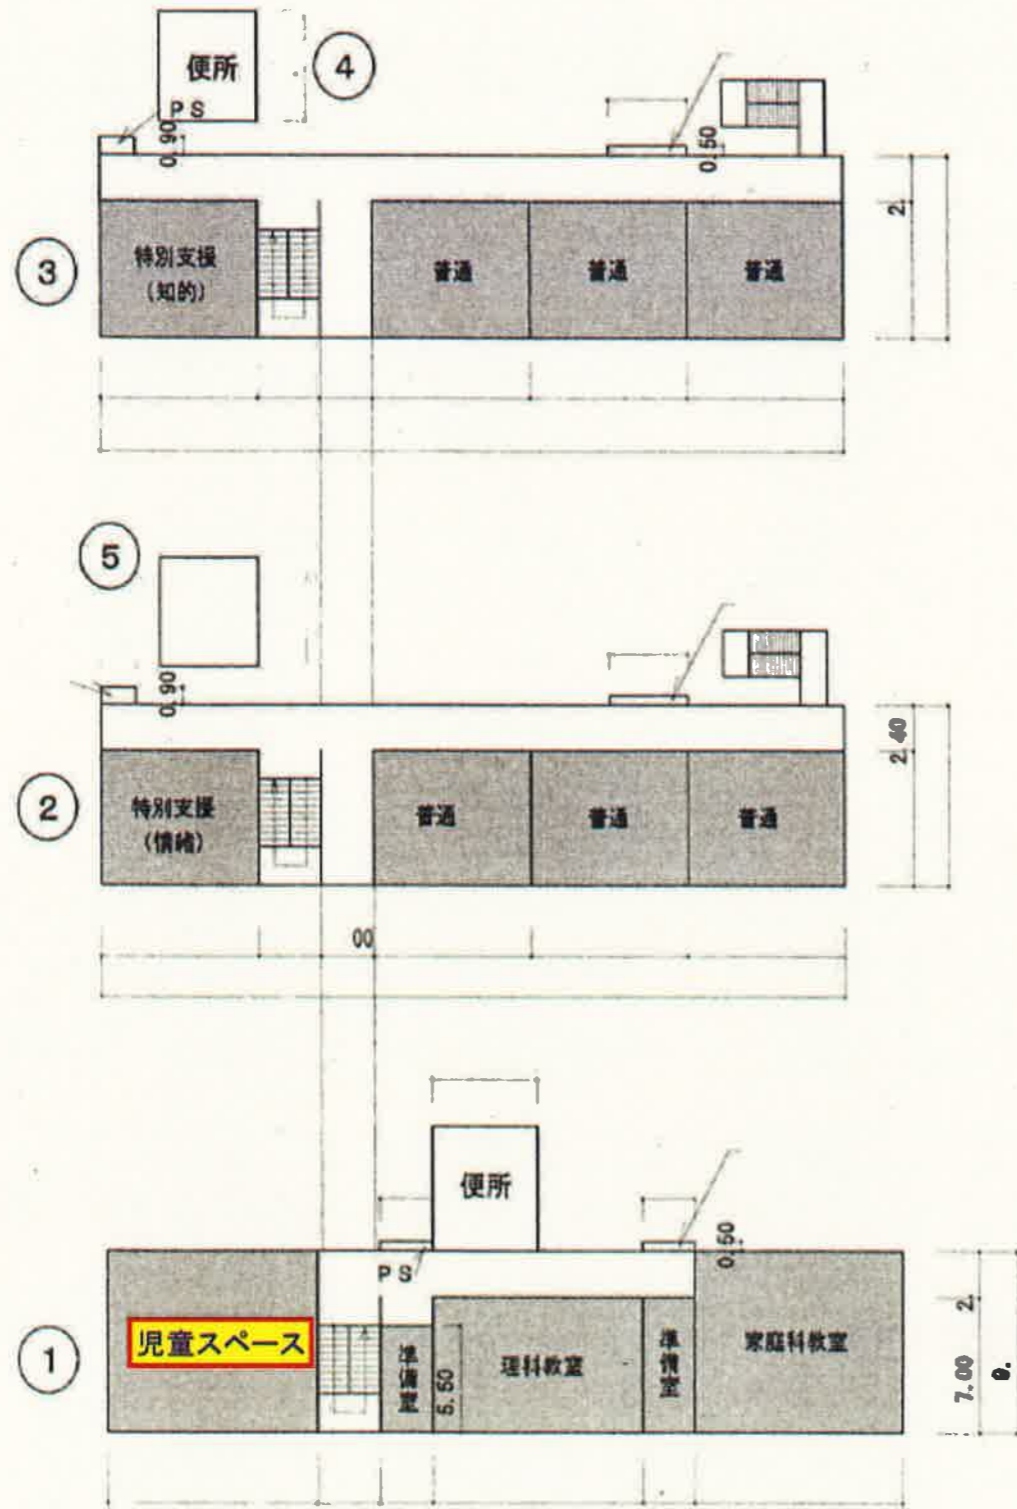 便所
④
PS
0.90
0.50
2.
③
特別支援
(知的)
普通
普通
普通
⑤
0.90
2.40
②
特別支援
(情緒)
普通
普通
普通
00
便所
PS
0.50
①
児童スペース
準備室
5.50
理科教室
準備室
家庭科教室
2.
7.00